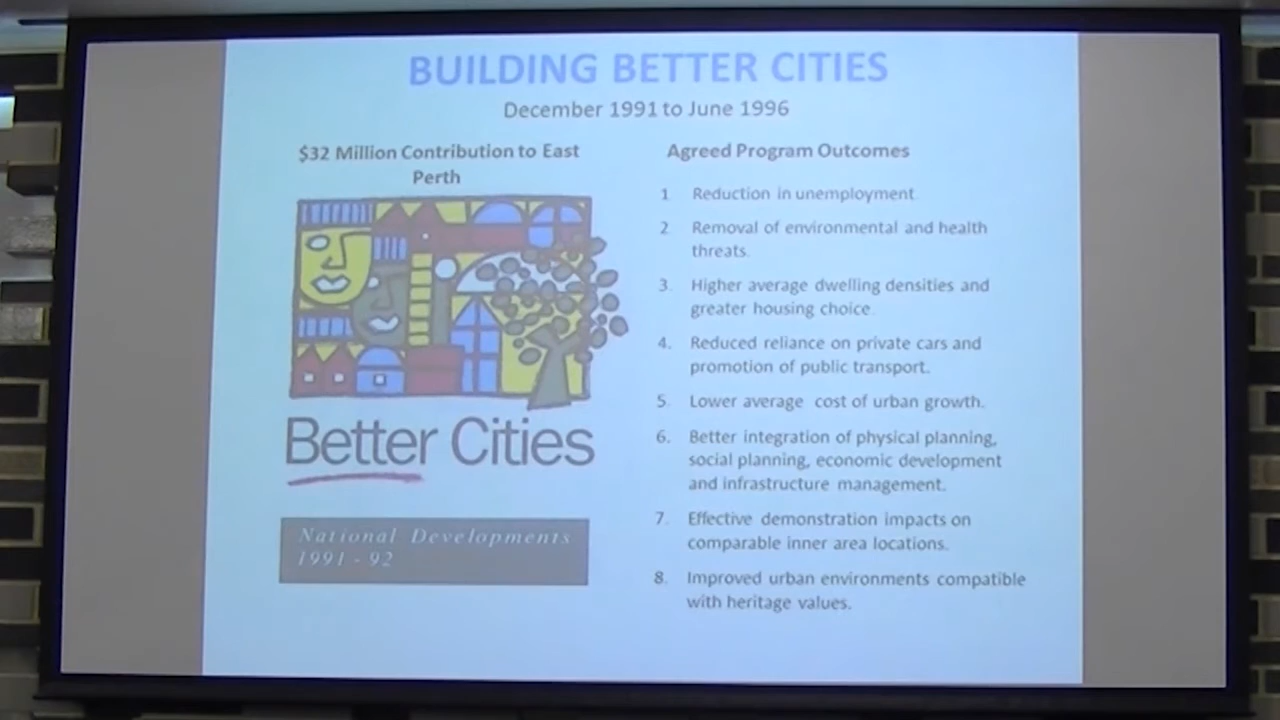 BUILDING BETTER CITIES
December 1991 to June 1996
$32 Million Contribution to East
Perth
Better Cities
National Developments
1991 - 92
Agreed Program Outcomes
1 Reduction in unemployment
2 Removal of environmental and health
threats.
3. Higher average dwelling densities and
greater housing choice.
4. Reduced reliance on private cars and
promotion of public transport.
5. Lower average cost of urban growth.
6. Better integration of physical planning,
social planning, economic development
and infrastructure management.
7. Effective demonstration impacts on
comparable inner area locations.
8. Improved urban environments compatible
with heritage values.